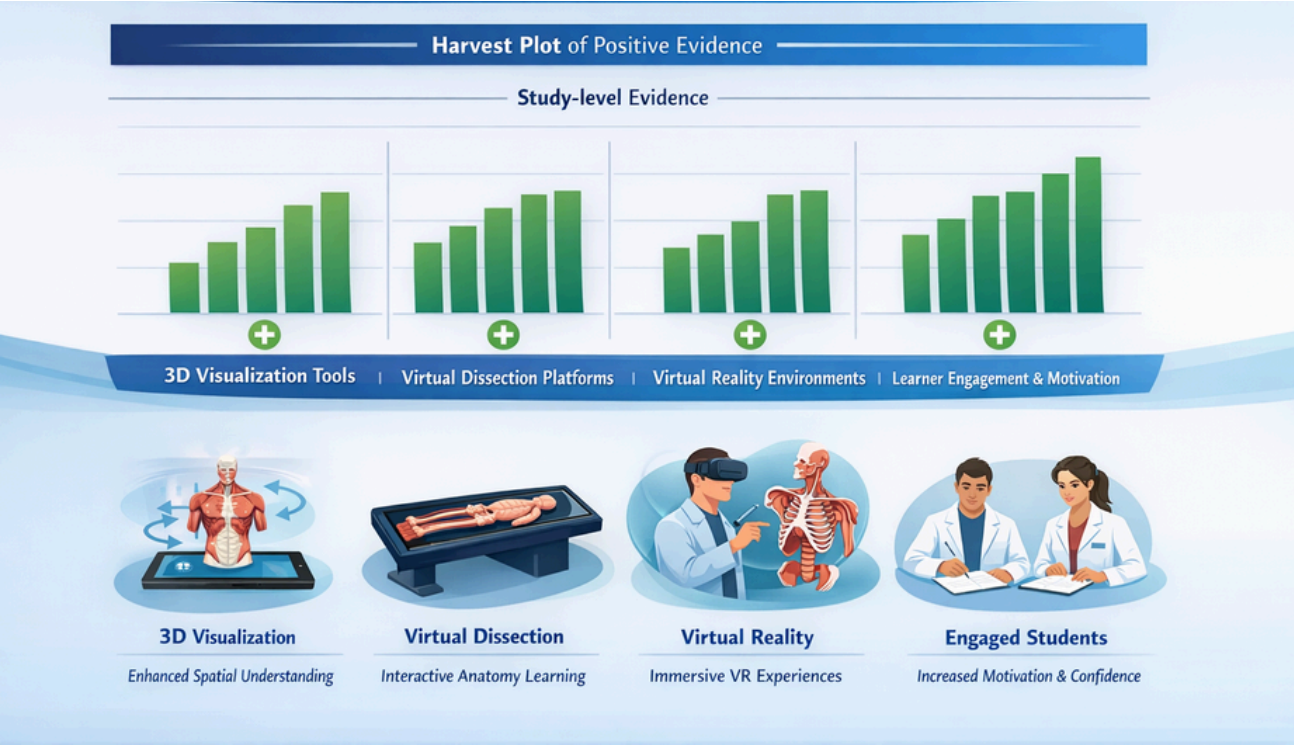 Harvest Plot of Positive Evidence
Study-level Evidence
3D Visualization Tools | Virtual Dissection Platforms | Virtual Reality Environments | Learner Engagement & Motivation
3D Visualization
Virtual Dissection
Virtual Reality
Engaged Students
Enhanced Spatial Understanding
Interactive Anatomy Learning
Immersive VR Experiences
Increased Motivation & Confidence